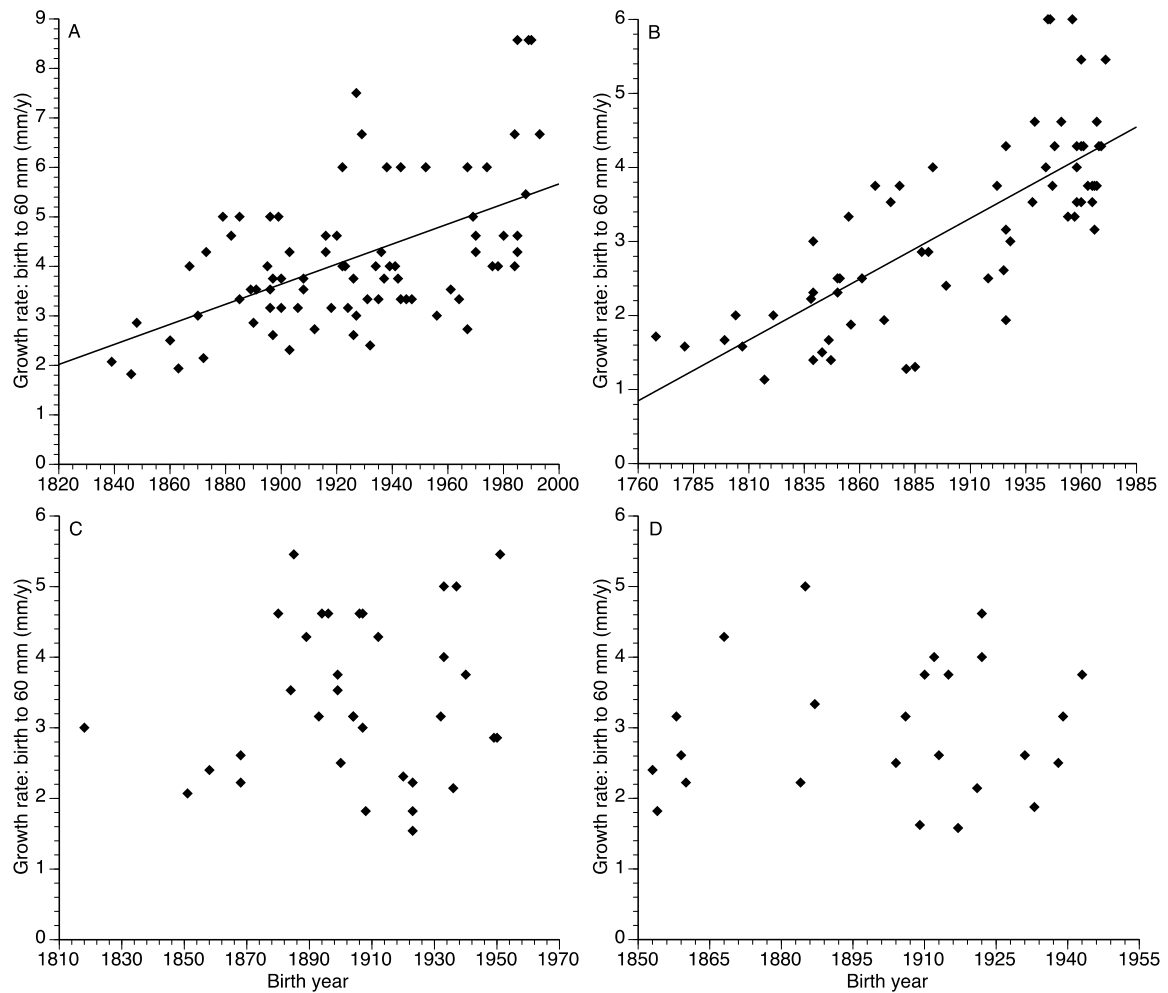 A
Growth rate: birth to 60 mm (mm/y)
9
8
7
6
5
4
3
2
1
0
1820 1840 1860 1880 1900 1920 1940 1960 1980 2000
B
Growth rate: birth to 60 mm (mm/y)
6
5
4
3
2
1
0
1760 1785 1810 1835 1860 1885 1910 1935 1960 1985
C
Growth rate: birth to 60 mm (mm/y)
6
5
4
3
2
1
0
1810 1830 1850 1870 1890 1910 1930 1950 1970
Birth year
D
Growth rate: birth to 60 mm (mm/y)
6
5
4
3
2
1
0
1850 1865 1880 1895 1910 1925 1940 1955
Birth year